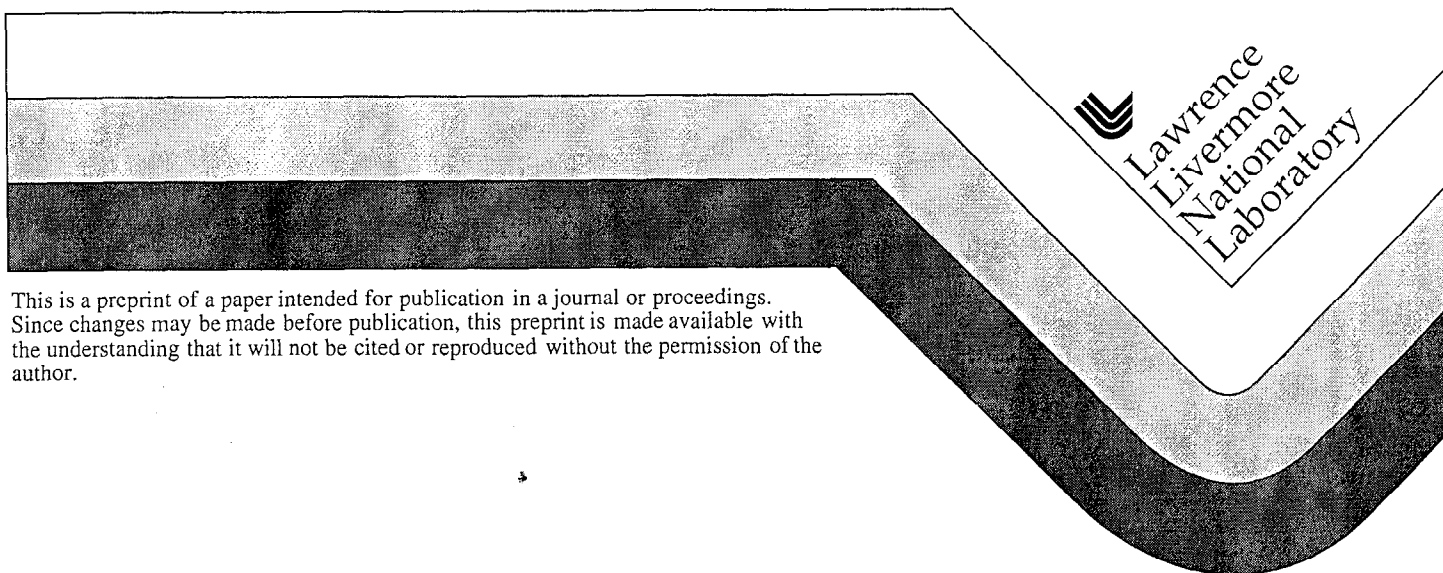 Lawrence
Livermore
National
Laboratory
This is a preprint of a paper intended for publication in a journal or proceedings.
Since changes may be made before publication, this preprint is made available with
the understanding that it will not be cited or reproduced without the permission of the
author.